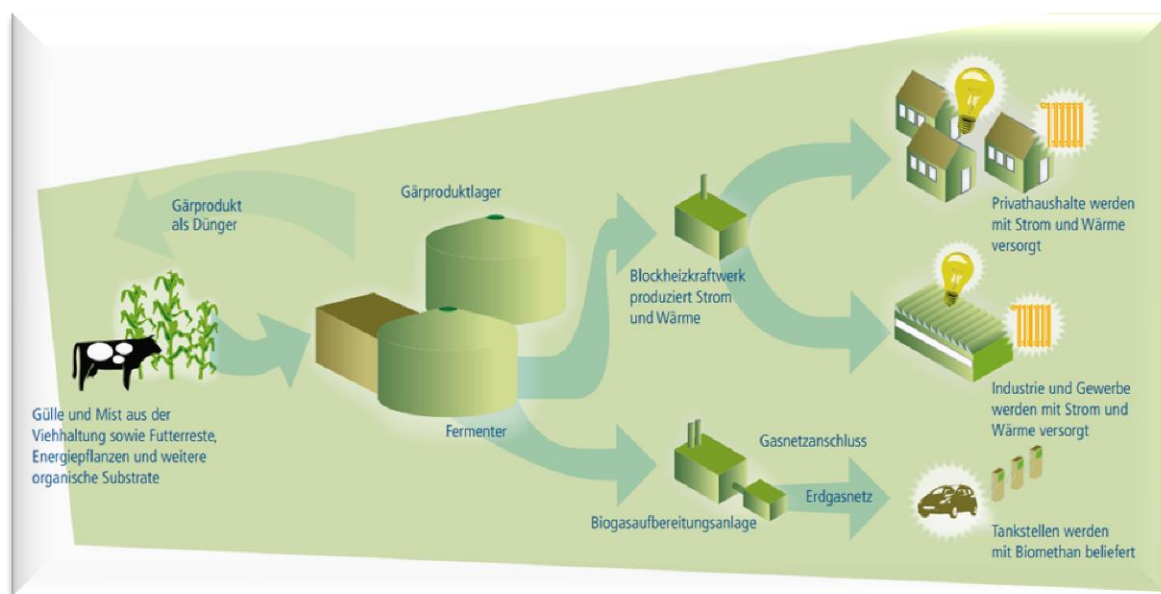 Gärprodukt
als Dünger
Gärproduktlager
Gülle und Mist aus der
Viehhaltung sowie Futterreste,
Energiepflanzen und weitere
organische Substrate
Fermenter
Blockheizkraftwerk
produziert Strom
und Wärme
Biogasaufbereitungsanlage
Gasnetzanschluss
Erdgasnetz
Privathaushalte werden
mit Strom und Wärme
versorgt
Industrie und Gewerbe
werden mit Strom und
Wärme versorgt
Tankstellen werden
mit Biomethan beliefert